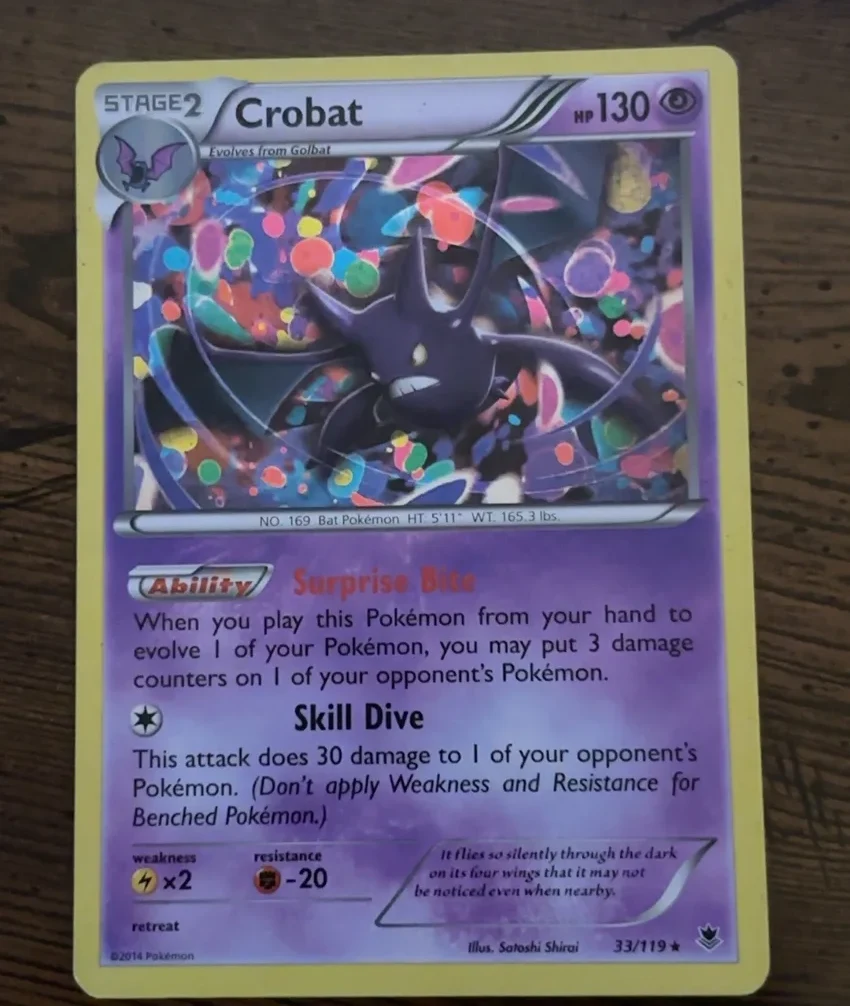 STAGE2 Crobat HP 130
Evolves from Golbat
NO. 169 Bat Pokémon HT. 5'11" WT. 165.3 lbs.
Ability Surprise Bite
When you play this Pokémon from your hand to
evolve 1 of your Pokémon, you may put 3 damage
counters on 1 of your opponent's Pokémon.
Skill Dive
This attack does 30 damage to 1 of your opponent's
Pokémon. (Don't apply Weakness and Resistance for
Benched Pokémon.)
weakness resistance
×2 -20
It flies so silently through the dark
on its four wings that it may not
be noticed even when nearby.
retreat
Illus. Satoshi Shirai 33/119
©2014 Pokémon